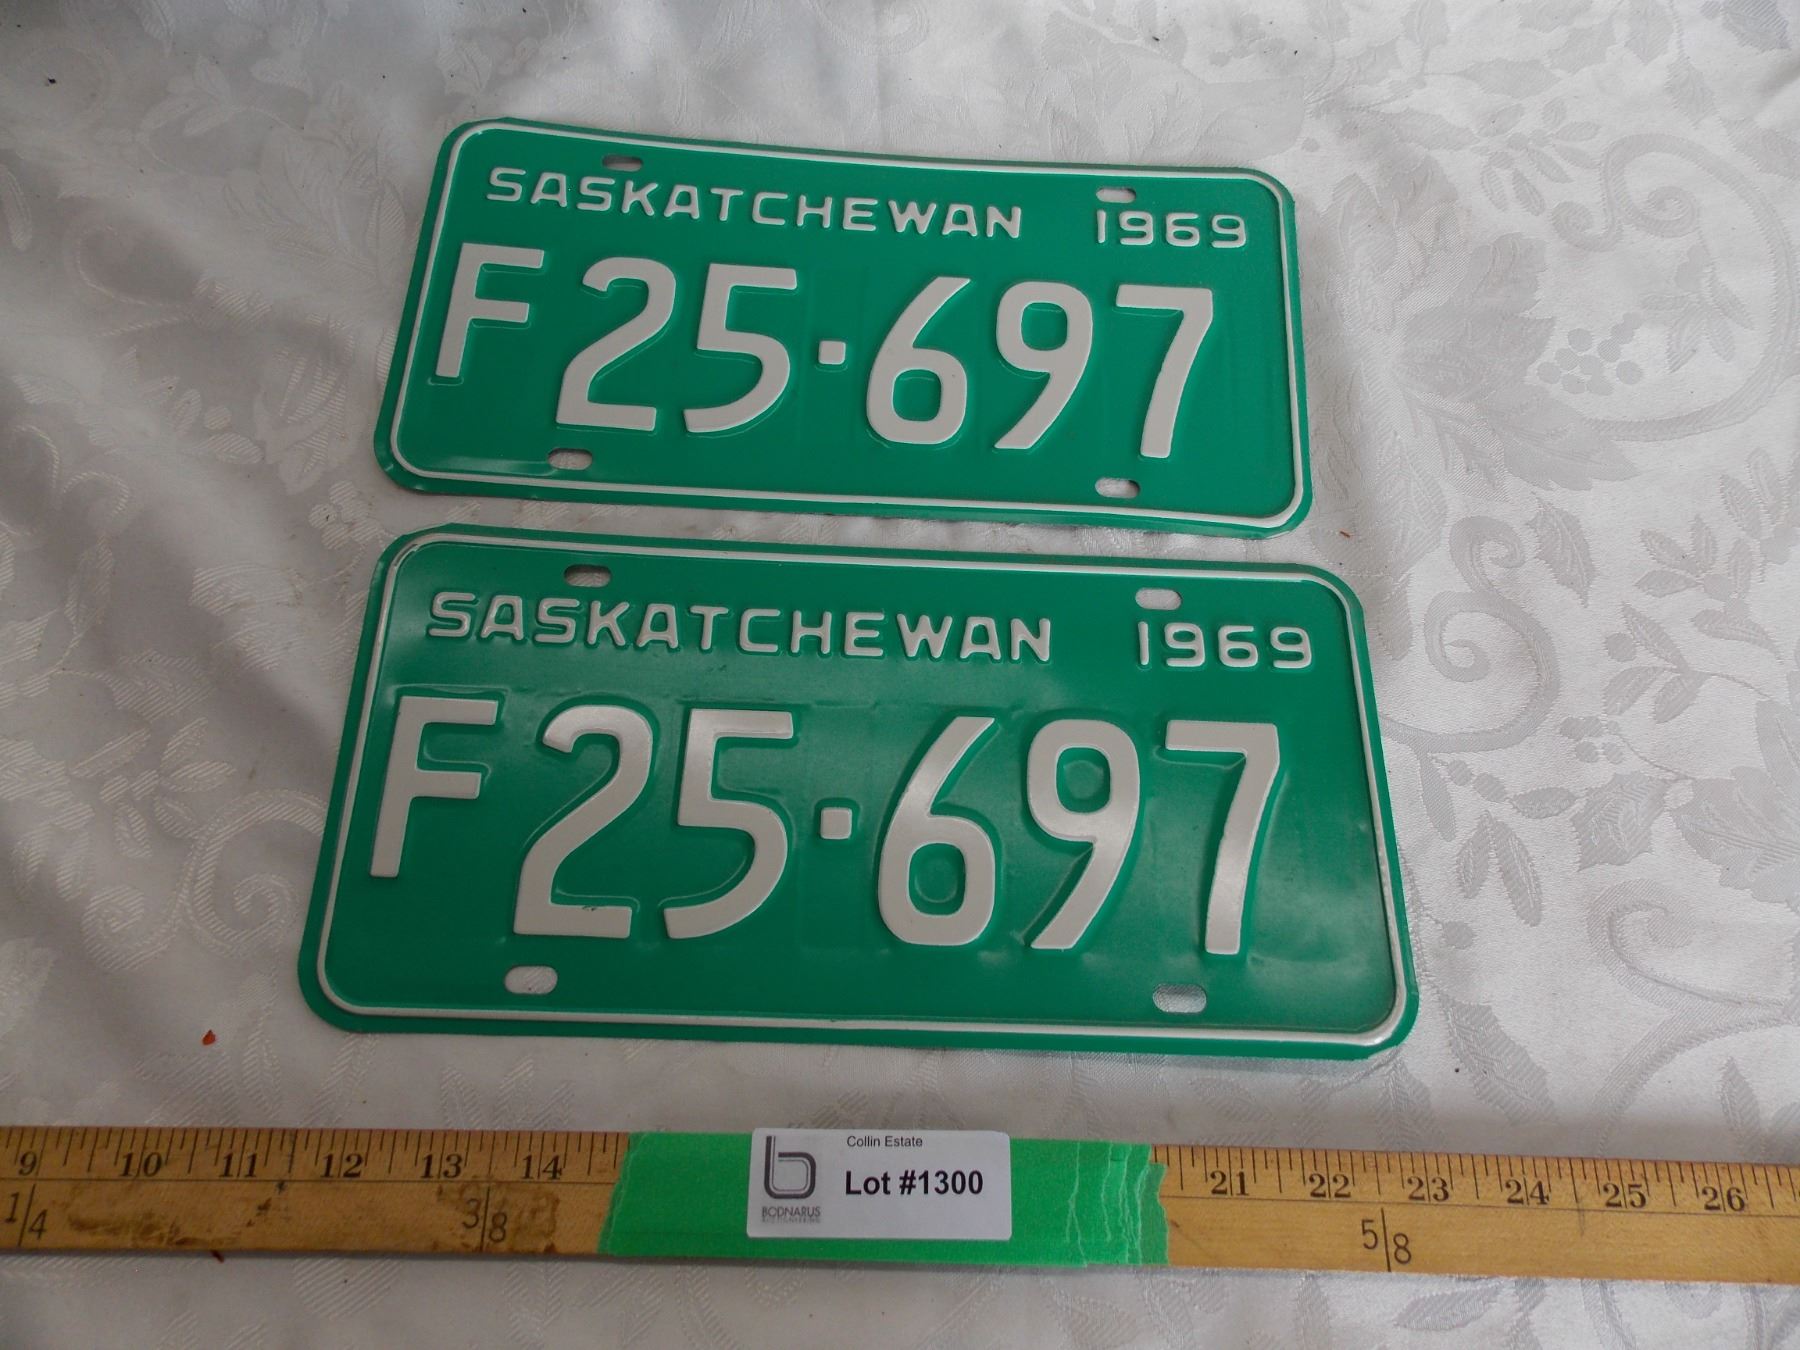 SASKATCHEWAN 1969
F25·697
SASKATCHEWAN 1969
F25·697
9 10 11 12 13 14 21 22 23 24 25 26
1/4 3/8 5/8
Collin Estate
Lot #1300
BODNARUS